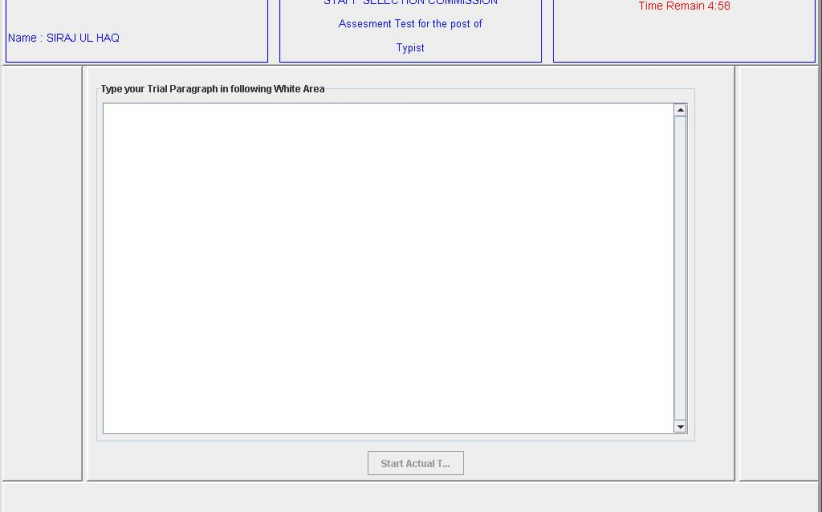 STAFF SELECTION COMMISSION
Time Remain 4:58
Assesment Test for the post of
Name : SIRAJ UL HAQ
Typist
Type your Trial Paragraph in following White Area
Start Actual T...